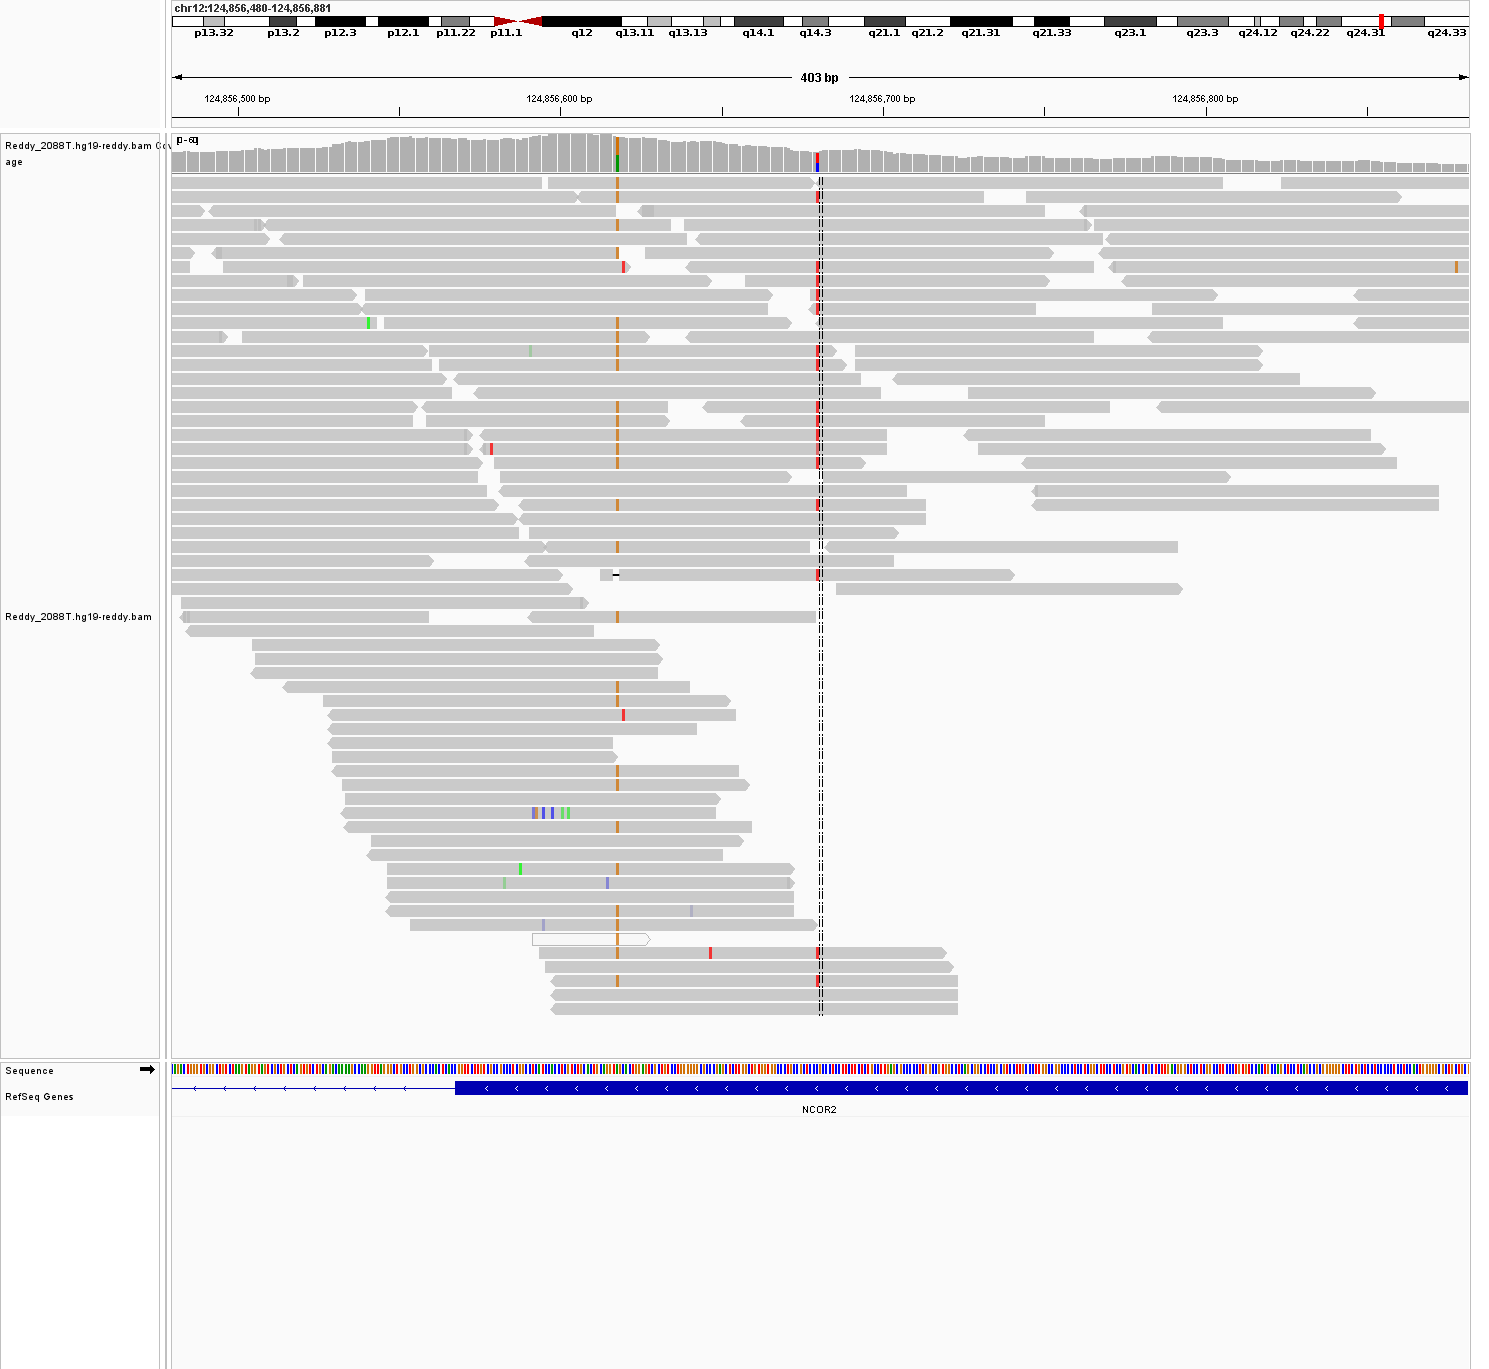 chr12:124,856,480-124,856,881
p13.32 p13.2 p12.3 p12.1 p11.22 p11.1 q12 q13.11 q13.13 q14.1 q14.3 q21.1 q21.2 q21.31 q21.33 q23.1 q23.3 q24.12 q24.22 q24.31 q24.33
403 bp
124,856,500 bp 124,856,600 bp 124,856,700 bp 124,856,800 bp
Reddy_2088T.hg19-reddy.bam Cov
age
[0 - 60]
Reddy_2088T.hg19-reddy.bam
Sequence
RefSeq Genes
NCOR2